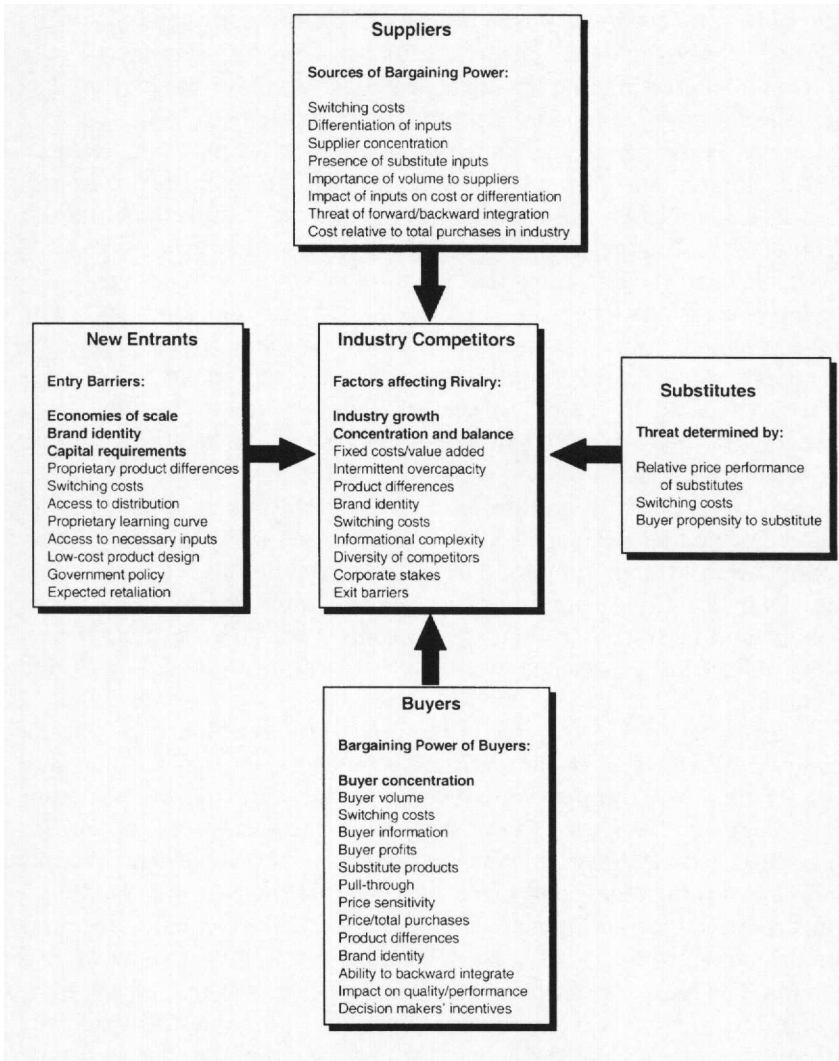 Suppliers
Sources of Bargaining Power:
Switching costs
Differentiation of inputs
Supplier concentration
Presence of substitute inputs
Importance of volume to suppliers
Impact of inputs on cost or differentiation
Threat of forward/backward integration
Cost relative to total purchases in industry
New Entrants
Entry Barriers:
Economies of scale
Brand identity
Capital requirements
Proprietary product differences
Switching costs
Access to distribution
Proprietary learning curve
Access to necessary inputs
Low-cost product design
Government policy
Expected retaliation
Industry Competitors
Factors affecting Rivalry:
Industry growth
Concentration and balance
Fixed costs/value added
Intermittent overcapacity
Product differences
Brand identity
Switching costs
Informational complexity
Diversity of competitors
Corporate stakes
Exit barriers
Substitutes
Threat determined by:
Relative price performance
of substitutes
Switching costs
Buyer propensity to substitute
Buyers
Bargaining Power of Buyers:
Buyer concentration
Buyer volume
Switching costs
Buyer information
Buyer profits
Substitute products
Pull-through
Price sensitivity
Price/total purchases
Product differences
Brand identity
Ability to backward integrate
Impact on quality/performance
Decision makers' incentives